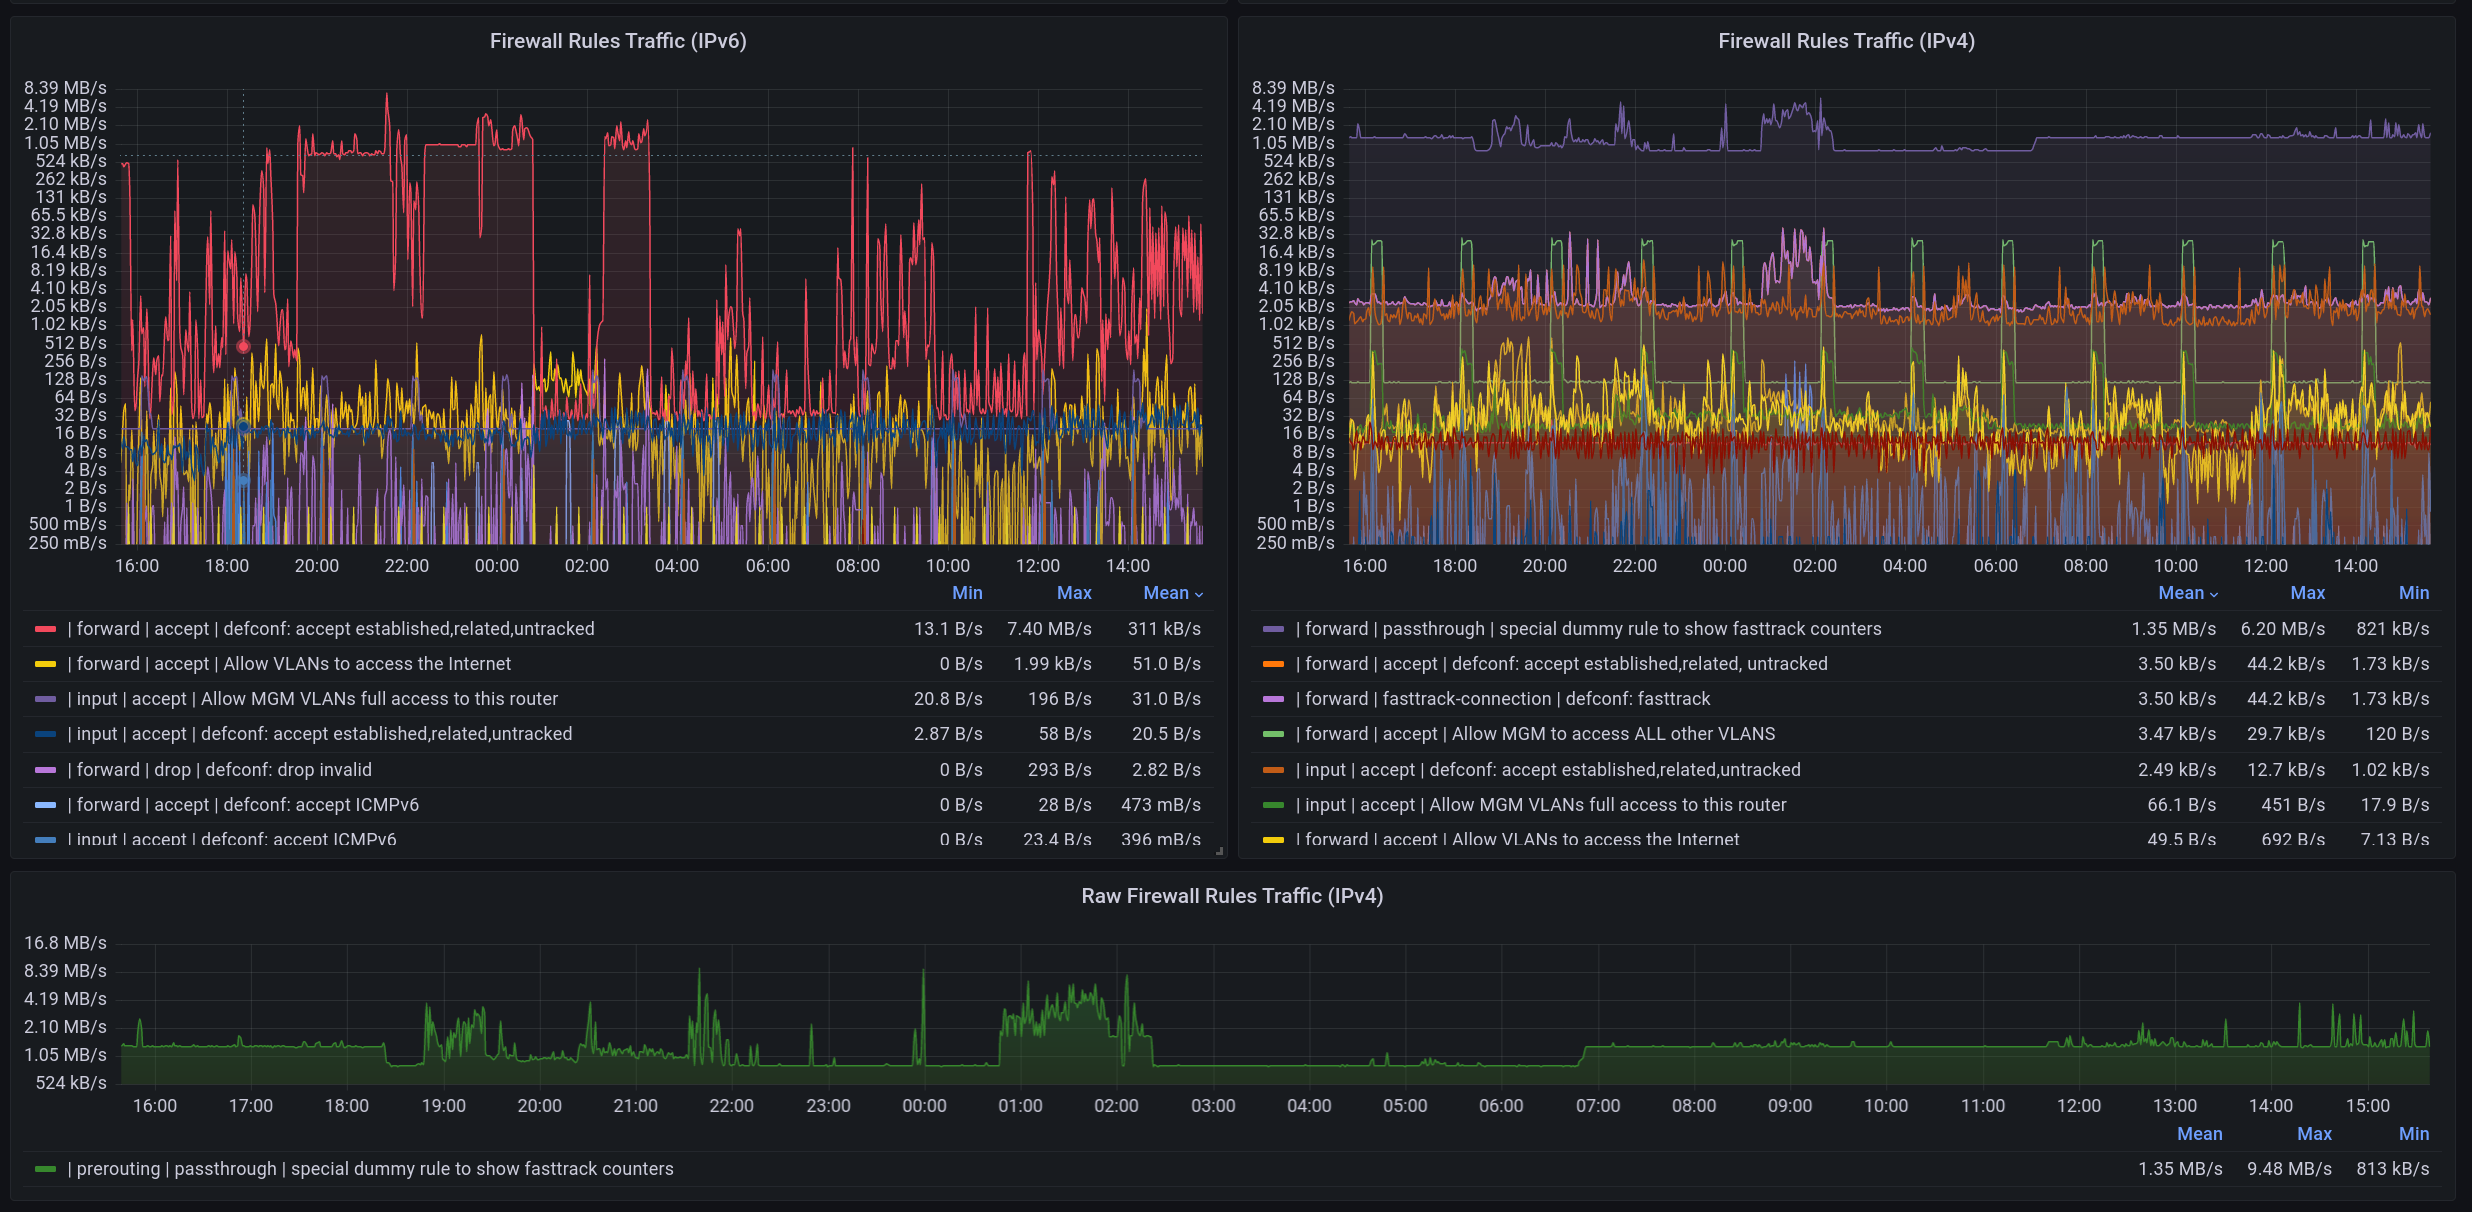 Firewall Rules Traffic (IPv6)
8.39 MB/s
4.19 MB/s
2.10 MB/s
1.05 MB/s
524 kB/s
262 kB/s
131 kB/s
65.5 kB/s
32.8 kB/s
16.4 kB/s
8.19 kB/s
4.10 kB/s
2.05 kB/s
1.02 kB/s
512 B/s
256 B/s
128 B/s
64 B/s
32 B/s
16 B/s
8 B/s
4 B/s
2 B/s
1 B/s
500 mB/s
250 mB/s
16:00 18:00 20:00 22:00 00:00 02:00 04:00 06:00 08:00 10:00 12:00 14:00
Min Max Mean
| forward | accept | defconf: accept established,related,untracked 13.1 B/s 7.40 MB/s 311 kB/s
| forward | accept | Allow VLANs to access the Internet 0 B/s 1.99 kB/s 51.0 B/s
| input | accept | Allow MGM VLANs full access to this router 20.8 B/s 196 B/s 31.0 B/s
| input | accept | defconf: accept established,related,untracked 2.87 B/s 58 B/s 20.5 B/s
| forward | drop | defconf: drop invalid 0 B/s 293 B/s 2.82 B/s
| forward | accept | defconf: accept ICMPv6 0 B/s 28 B/s 473 mB/s
| input | accept | defconf: accept ICMPv6 0 B/s 23.4 B/s 396 mB/s
Firewall Rules Traffic (IPv4)
8.39 MB/s
4.19 MB/s
2.10 MB/s
1.05 MB/s
524 kB/s
262 kB/s
131 kB/s
65.5 kB/s
32.8 kB/s
16.4 kB/s
8.19 kB/s
4.10 kB/s
2.05 kB/s
1.02 kB/s
512 B/s
256 B/s
128 B/s
64 B/s
32 B/s
16 B/s
8 B/s
4 B/s
2 B/s
1 B/s
500 mB/s
250 mB/s
16:00 18:00 20:00 22:00 00:00 02:00 04:00 06:00 08:00 10:00 12:00 14:00
Mean Max Min
| forward | passthrough | special dummy rule to show fasttrack counters 1.35 MB/s 6.20 MB/s 821 kB/s
| forward | accept | defconf: accept established,related, untracked 3.50 kB/s 44.2 kB/s 1.73 kB/s
| forward | fasttrack-connection | defconf: fasttrack 3.50 kB/s 44.2 kB/s 1.73 kB/s
| forward | accept | Allow MGM to access ALL other VLANS 3.47 kB/s 29.7 kB/s 120 B/s
| input | accept | defconf: accept established,related,untracked 2.49 kB/s 12.7 kB/s 1.02 kB/s
| input | accept | Allow MGM VLANs full access to this router 66.1 B/s 451 B/s 17.9 B/s
| forward | accept | Allow VLANs to access the Internet 49.5 B/s 692 B/s 7.13 B/s
Raw Firewall Rules Traffic (IPv4)
16.8 MB/s
8.39 MB/s
4.19 MB/s
2.10 MB/s
1.05 MB/s
524 kB/s
16:00 17:00 18:00 19:00 20:00 21:00 22:00 23:00 00:00 01:00 02:00 03:00 04:00 05:00 06:00 07:00 08:00 09:00 10:00 11:00 12:00 13:00 14:00 15:00
Mean Max Min
| prerouting | passthrough | special dummy rule to show fasttrack counters 1.35 MB/s 9.48 MB/s 813 kB/s